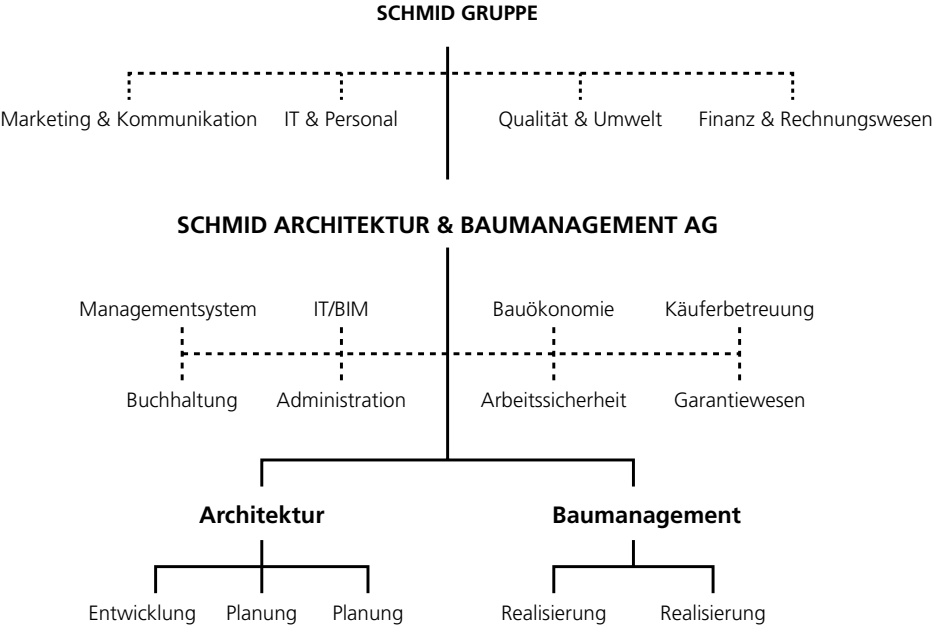 SCHMID GRUPPE
Marketing & Kommunikation IT & Personal Qualität & Umwelt Finanz & Rechnungswesen
SCHMID ARCHITEKTUR & BAUMANAGEMENT AG
Managementsystem IT/BIM Bauökonomie Käuferbetreuung
Buchhaltung Administration Arbeitssicherheit Garantiewesen
Architektur Baumanagement
Entwicklung Planung Planung Realisierung Realisierung